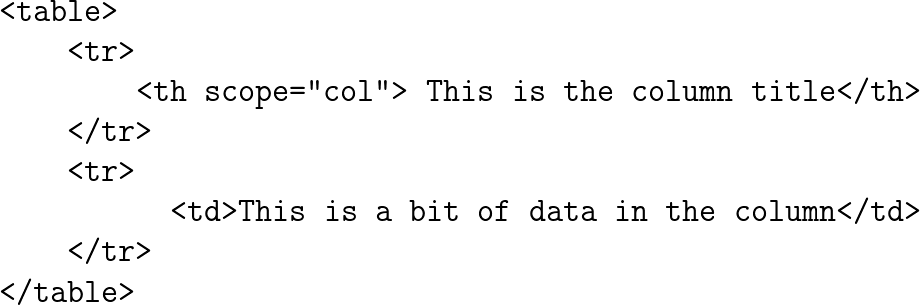 <table>
    <tr>
        <th scope="col"> This is the column title</th>
    </tr>
    <tr>
          <td>This is a bit of data in the column</td>
    </tr>
</table>